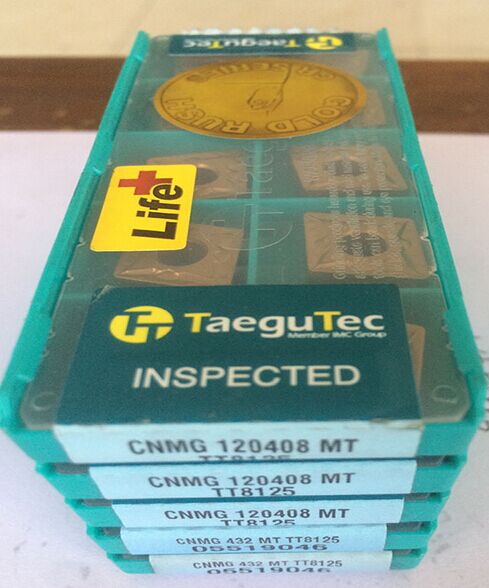 TaeguTec
GOLD RUSH
Life+
TaeguTec
Member IMC Group
INSPECTED
CNMG 120408 MT
TT8125
CNMG 120408 MT
TT8125
CNMG 120408 MT
TT8125
CNMG 432 MT TT8125
05519046
CNMG 432 MT TT8125
05519046